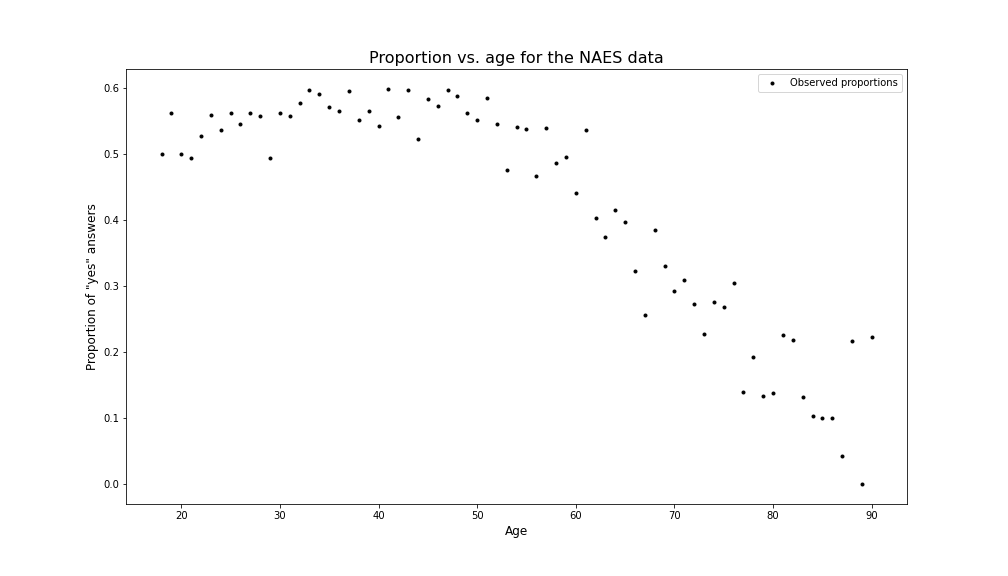 Proportion vs. age for the NAES data
Observed proportions
Proportion of "yes" answers
0.6
0.5
0.4
0.3
0.2
0.1
0.0
20 30 40 50 60 70 80 90
Age